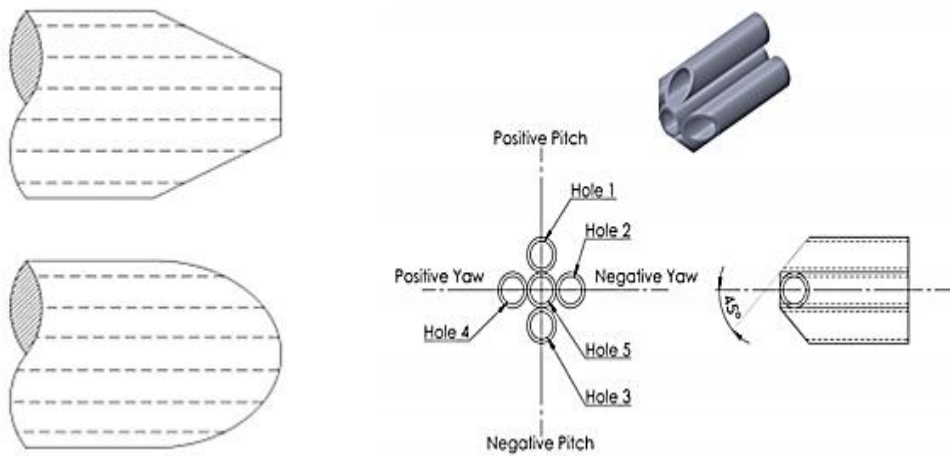 Positive Pitch
Hole 1
Hole 2
Positive Yaw
Negative Yaw
Hole 4
Hole 5
Hole 3
Negative Pitch
45°